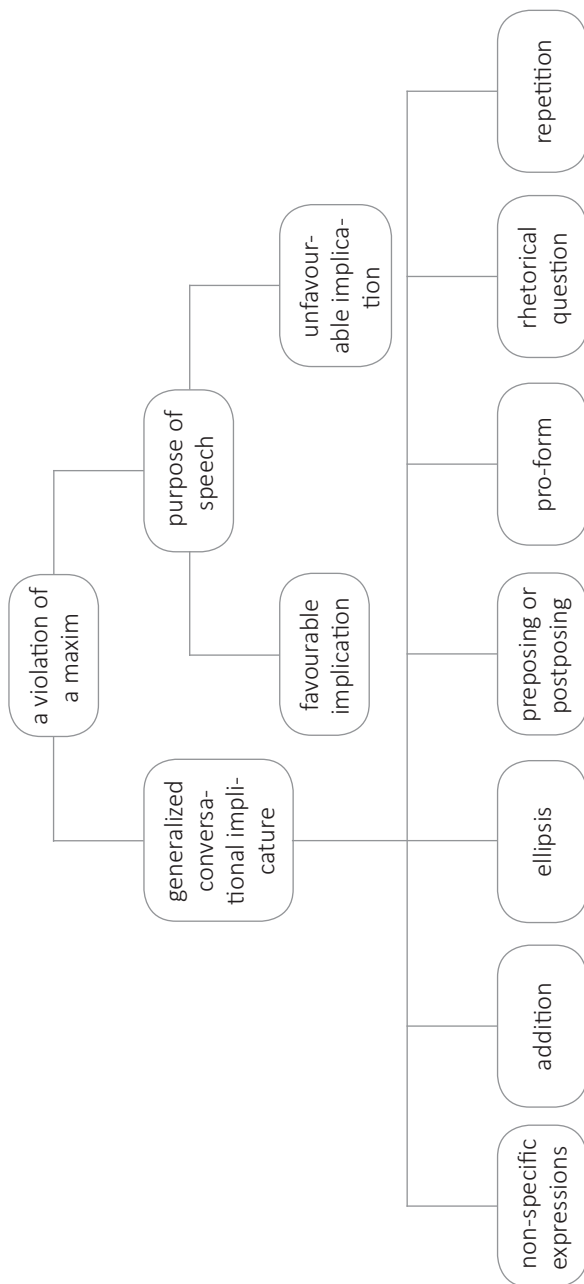 a violation of
a maxim
generalized
conversa-
tional impli-
cature
purpose of
speech
favourable
implication
unfavour-
able implica-
tion
non-specific
expressions
addition
ellipsis
preposing or
postposing
pro-form
rhetorical
question
repetition